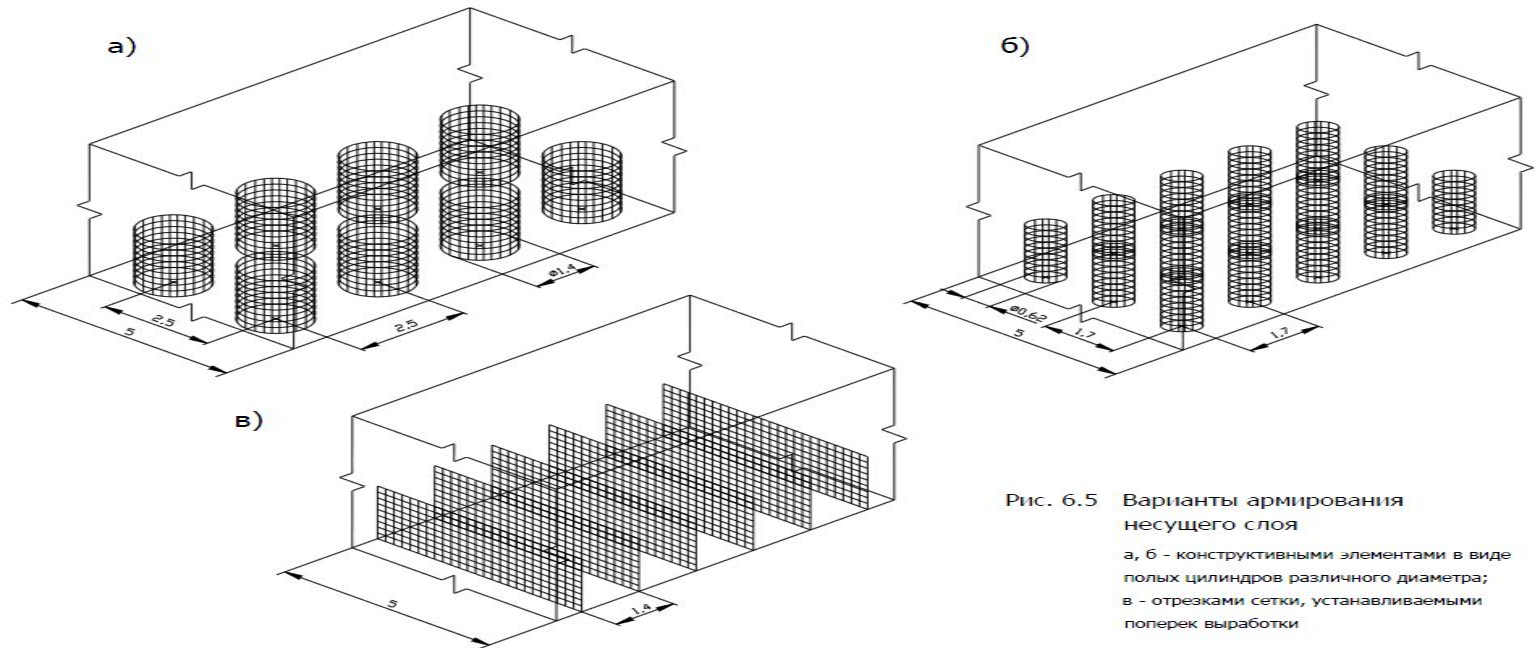 а)
2,5
5
2,5
ø1,4
б)
ø0,62
1,7
5
1,7
в)
5
1,4
Рис. 6.5 Варианты армирования
несущего слоя
а, б - конструктивными элементами в виде
полых цилиндров различного диаметра;
в - отрезками сетки, устанавливаемыми
поперек выработки